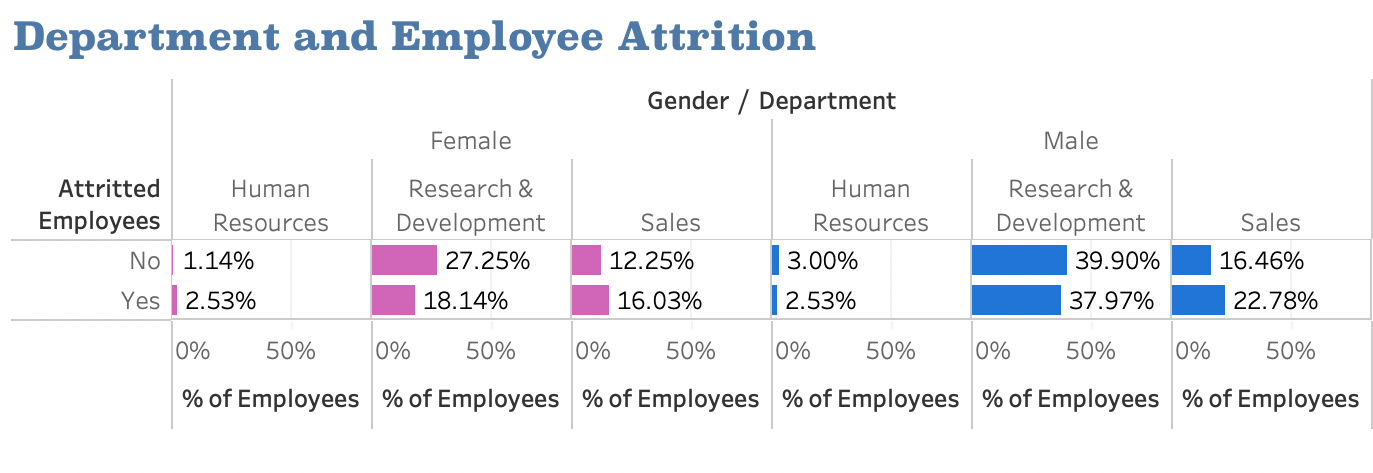 Department and Employee Attrition
Gender / Department
Female Male
Attritted Employees
Human Resources
Research & Development
Sales
Human Resources
Research & Development
Sales
No 1.14% 27.25% 12.25% 3.00% 39.90% 16.46%
Yes 2.53% 18.14% 16.03% 2.53% 37.97% 22.78%
0% 50% 0% 50% 0% 50% 0% 50% 0% 50% 0% 50%
% of Employees % of Employees % of Employees % of Employees % of Employees % of Employees